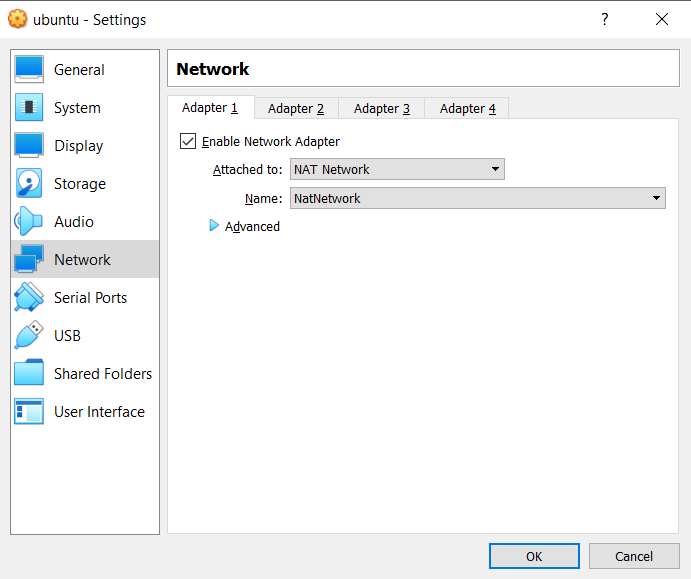 ubuntu - Settings
?
General
System
Display
Storage
Audio
Network
Serial Ports
USB
Shared Folders
User Interface
Network
Adapter 1 Adapter 2 Adapter 3 Adapter 4
Enable Network Adapter
Attached to: NAT Network
Name: NatNetwork
Advanced
OK Cancel